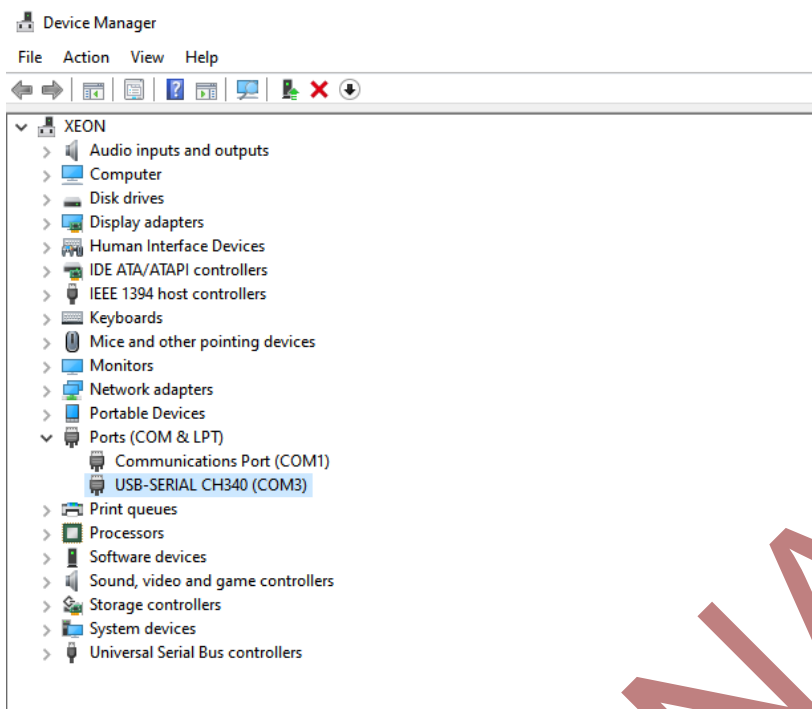 Device Manager
File Action View Help
XEON
Audio inputs and outputs
Computer
Disk drives
Display adapters
Human Interface Devices
IDE ATA/ATAPI controllers
IEEE 1394 host controllers
Keyboards
Mice and other pointing devices
Monitors
Network adapters
Portable Devices
Ports (COM & LPT)
Communications Port (COM1)
USB-SERIAL CH340 (COM3)
Print queues
Processors
Software devices
Sound, video and game controllers
Storage controllers
System devices
Universal Serial Bus controllers